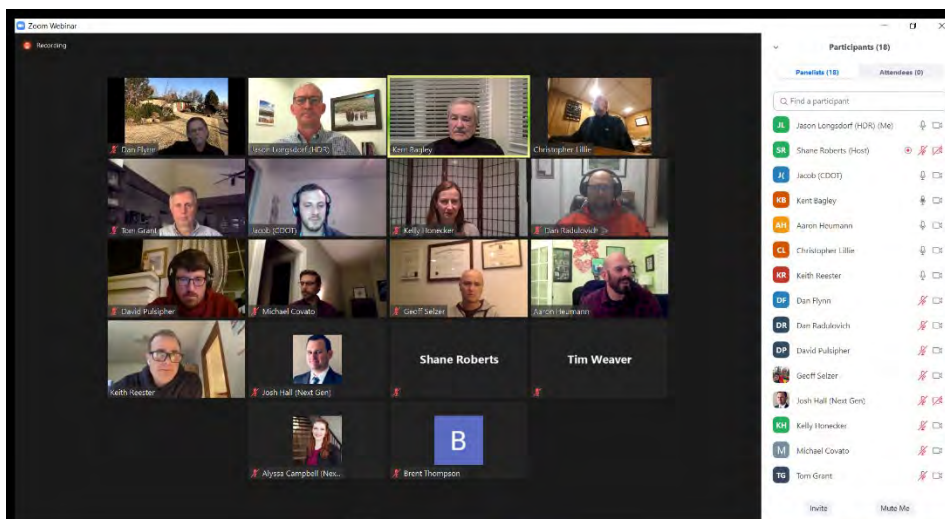 Zoom Webinar
Recording
Dan Flynn
Jason Longsdorf (HDR)
Kent Bagley
Christopher Lillie
Tom Grant
Jacob (CDOT)
Kelly Honecker
Dan Radulovich
David Pulsipher
Michael Covato
Geoff Selzer
Aaron Heumann
Keith Reester
Josh Hall (Next Gen)
Shane Roberts
Tim Weaver
Alyssa Campbell (Nex...
B
Brent Thompson
Participants (18)
Panelists (18)
Attendees (0)
Find a participant
JL Jason Longsdorf (HDR) (Me)
SR Shane Roberts (Host)
J( Jacob (CDOT)
KB Kent Bagley
AH Aaron Heumann
CL Christopher Lillie
KR Keith Reester
DF Dan Flynn
DR Dan Radulovich
DP David Pulsipher
Geoff Selzer
Josh Hall (Next Gen)
KH Kelly Honecker
M Michael Covato
TG Tom Grant
Invite
Mute Me